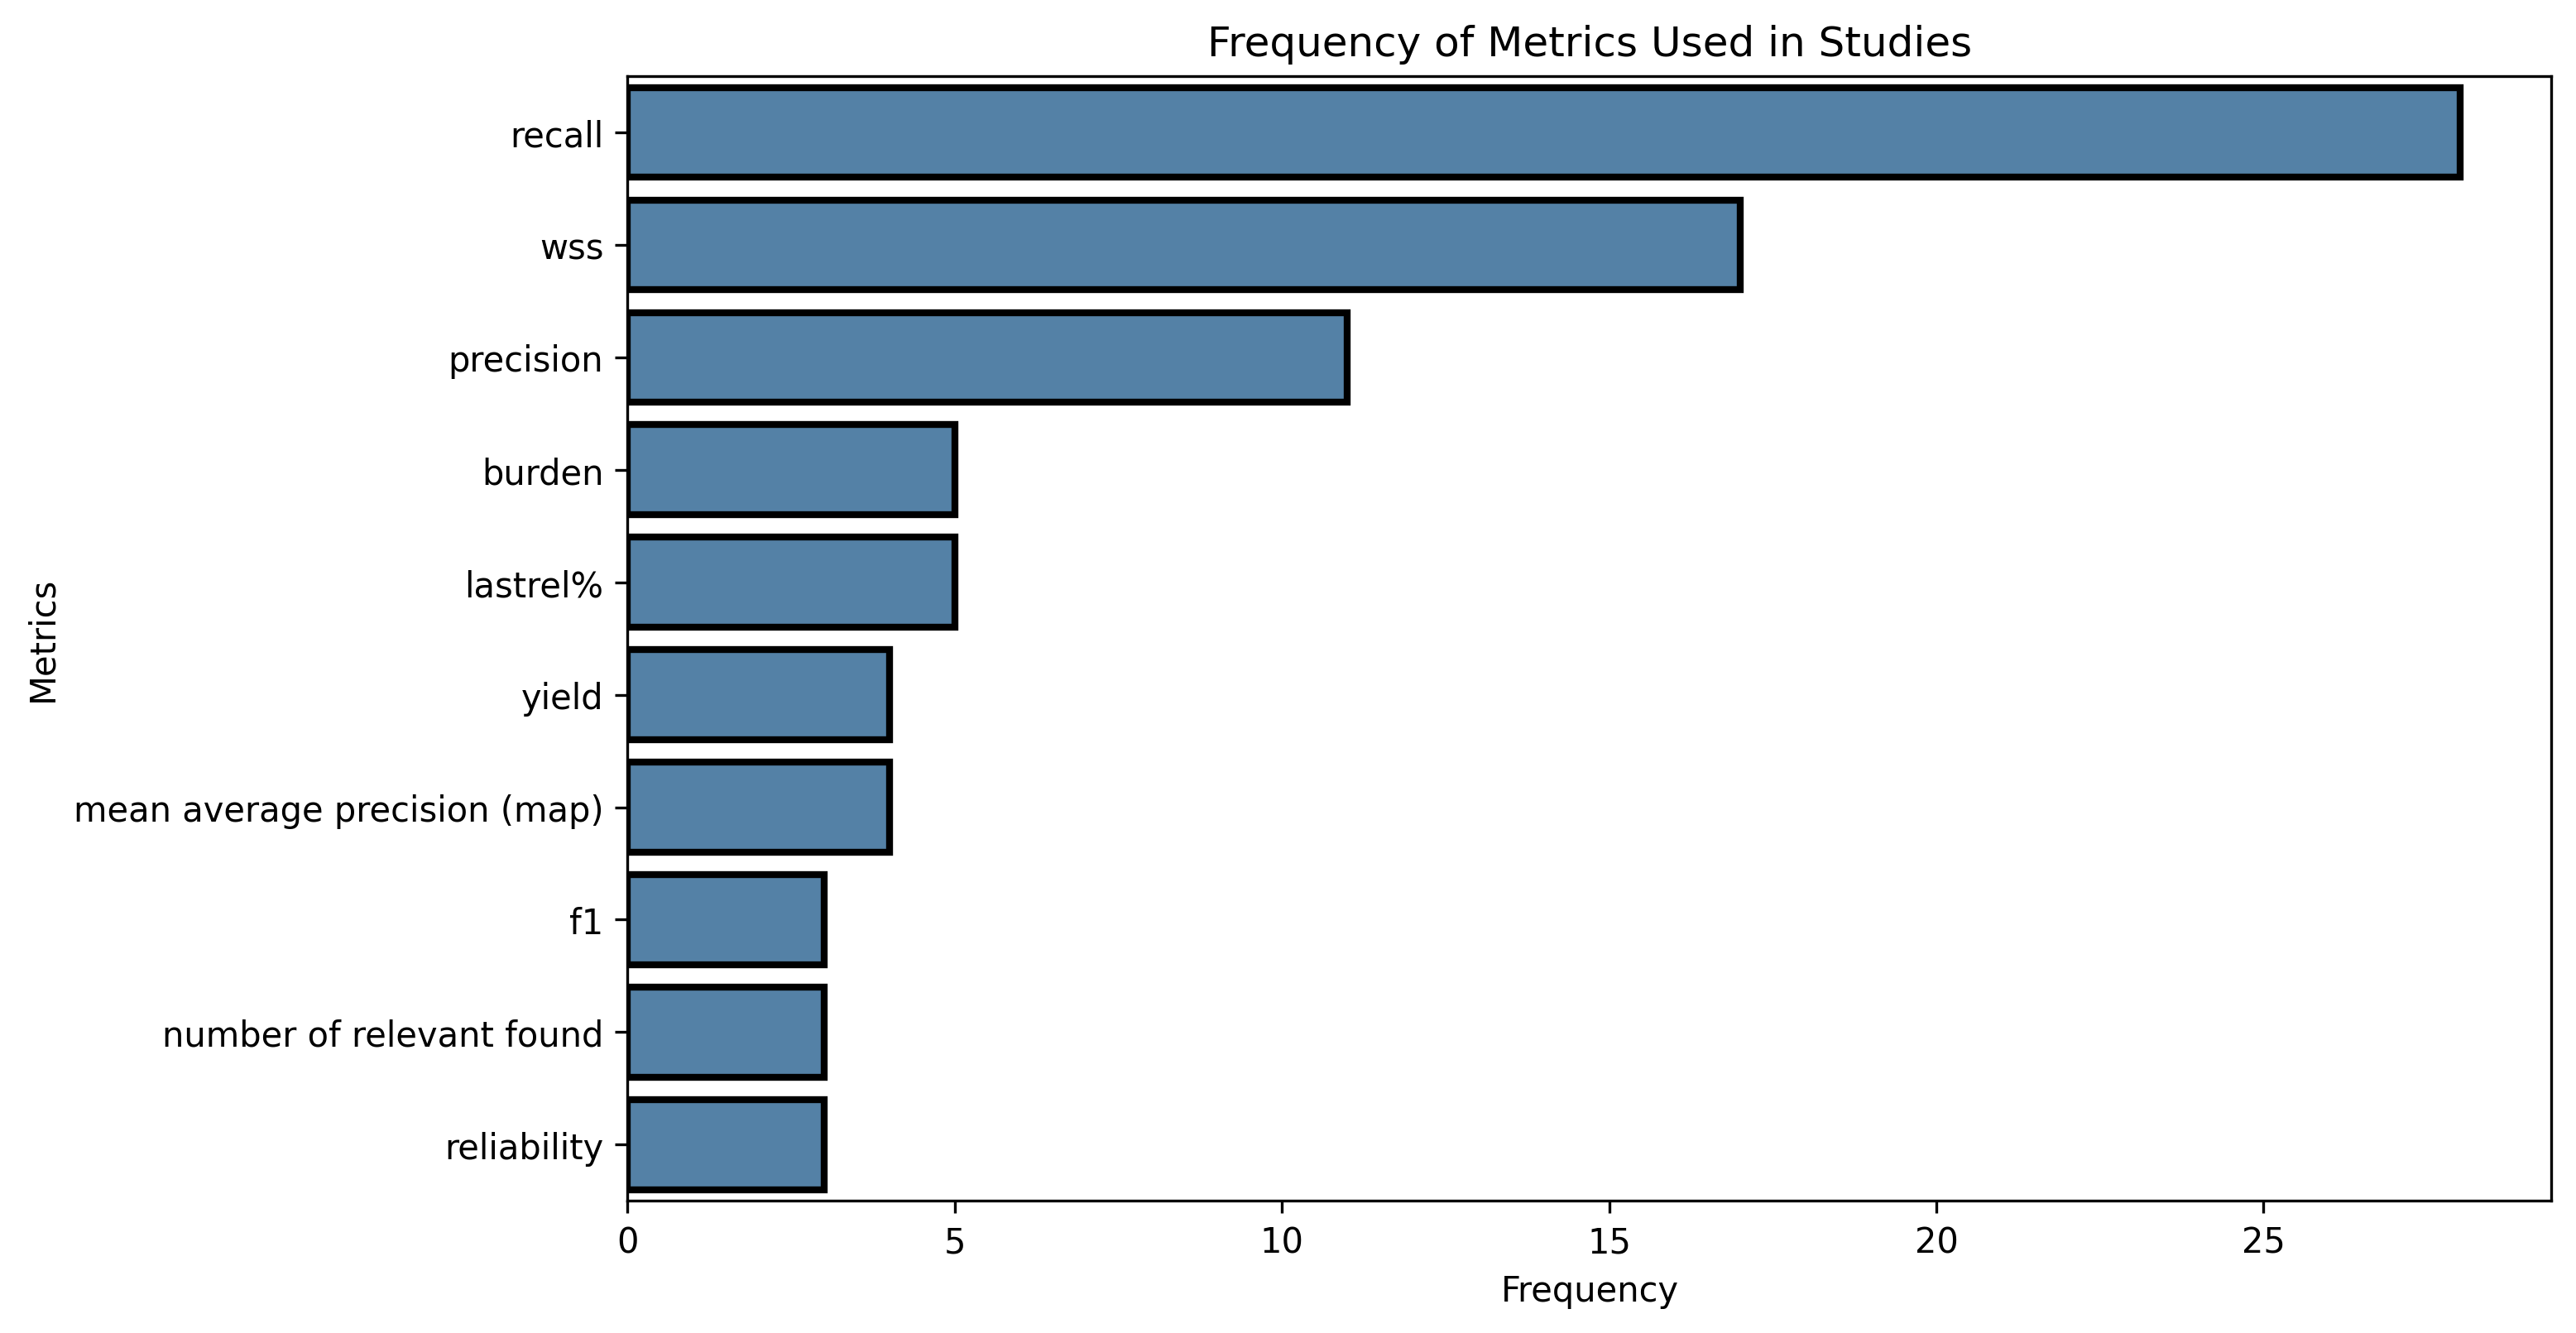 Frequency of Metrics Used in Studies
recall
wss
precision
burden
lastrel%
yield
mean average precision (map)
f1
number of relevant found
reliability
Metrics
0 5 10 15 20 25
Frequency